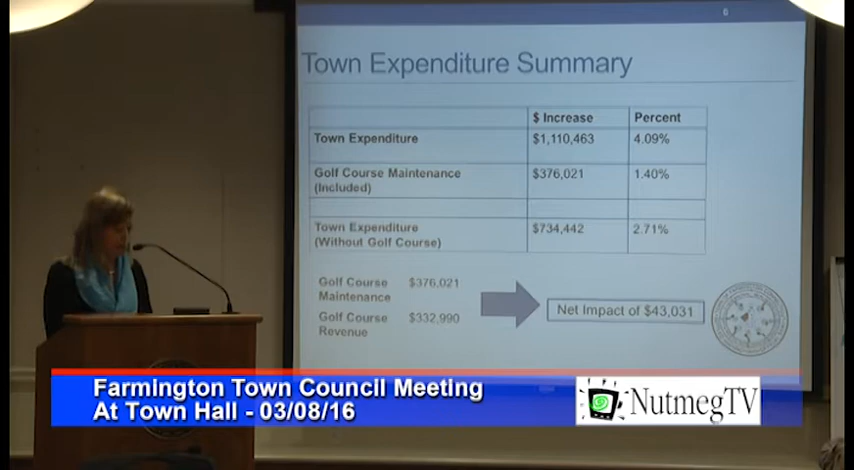 Town Expenditure Summary
$ Increase Percent
Town Expenditure $1,110,463 4.09%
Golf Course Maintenance $376,021 1.40%
(Included)
Town Expenditure $734,442 2.71%
(Without Golf Course)
Golf Course $376,021
Maintenance
Net Impact of $43,031
Golf Course $332,990
Revenue
Farmington Town Council Meeting
At Town Hall - 03/08/16
NutmegTV